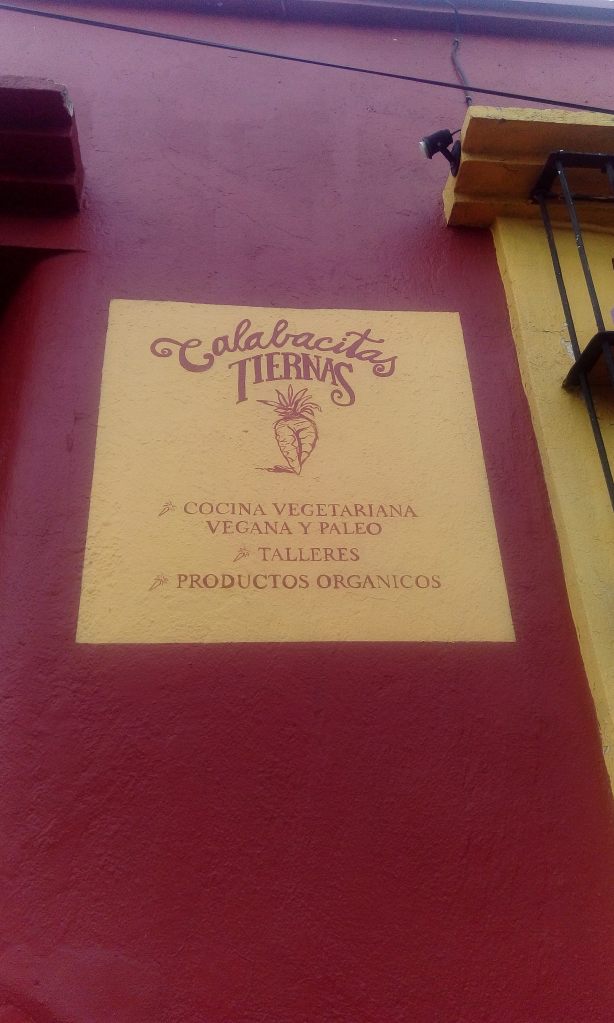 Calabacitas
TIERNAS
COCINA VEGETARIANA
VEGANA Y PALEO
TALLERES
PRODUCTOS ORGANICOS